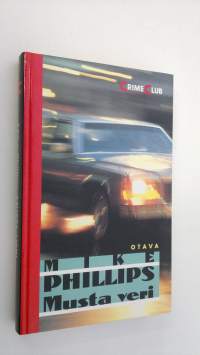 CRIME CLUB
OTAVA
MIKE
PHILLIPS
Musta veri